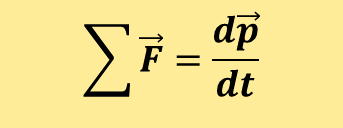 ∑ F⃗ = dp⃗/dt